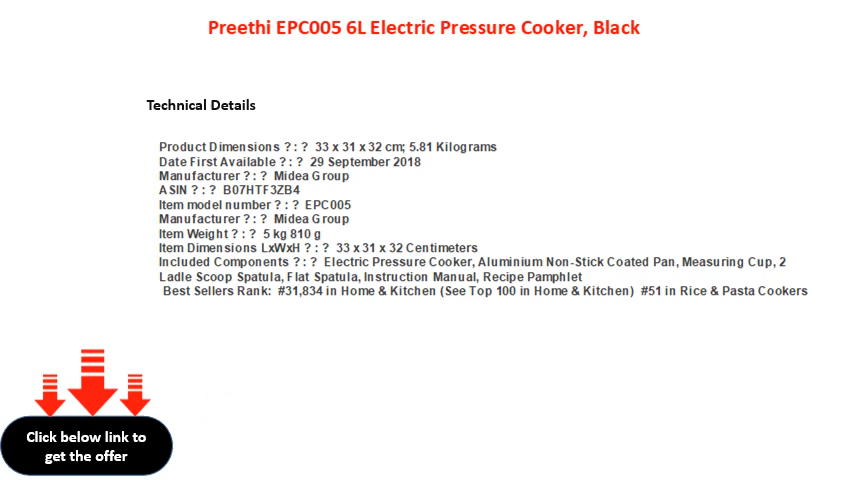 Preethi EPC005 6L Electric Pressure Cooker, Black
Technical Details
Product Dimensions ? : ? 33 x 31 x 32 cm; 5.81 Kilograms
Date First Available ? : ? 29 September 2018
Manufacturer ? : ? Midea Group
ASIN ? : ? B07HTF3ZB4
Item model number ? : ? EPC005
Manufacturer ? : ? Midea Group
Item Weight ? : ? 5 kg 810 g
Item Dimensions LxWxH ? : ? 33 x 31 x 32 Centimeters
Included Components ? : ? Electric Pressure Cooker, Aluminium Non-Stick Coated Pan, Measuring Cup, 2
Ladle Scoop Spatula, Flat Spatula, Instruction Manual, Recipe Pamphlet
Best Sellers Rank: #31,834 in Home & Kitchen (See Top 100 in Home & Kitchen) #51 in Rice & Pasta Cookers
Click below link to
get the offer